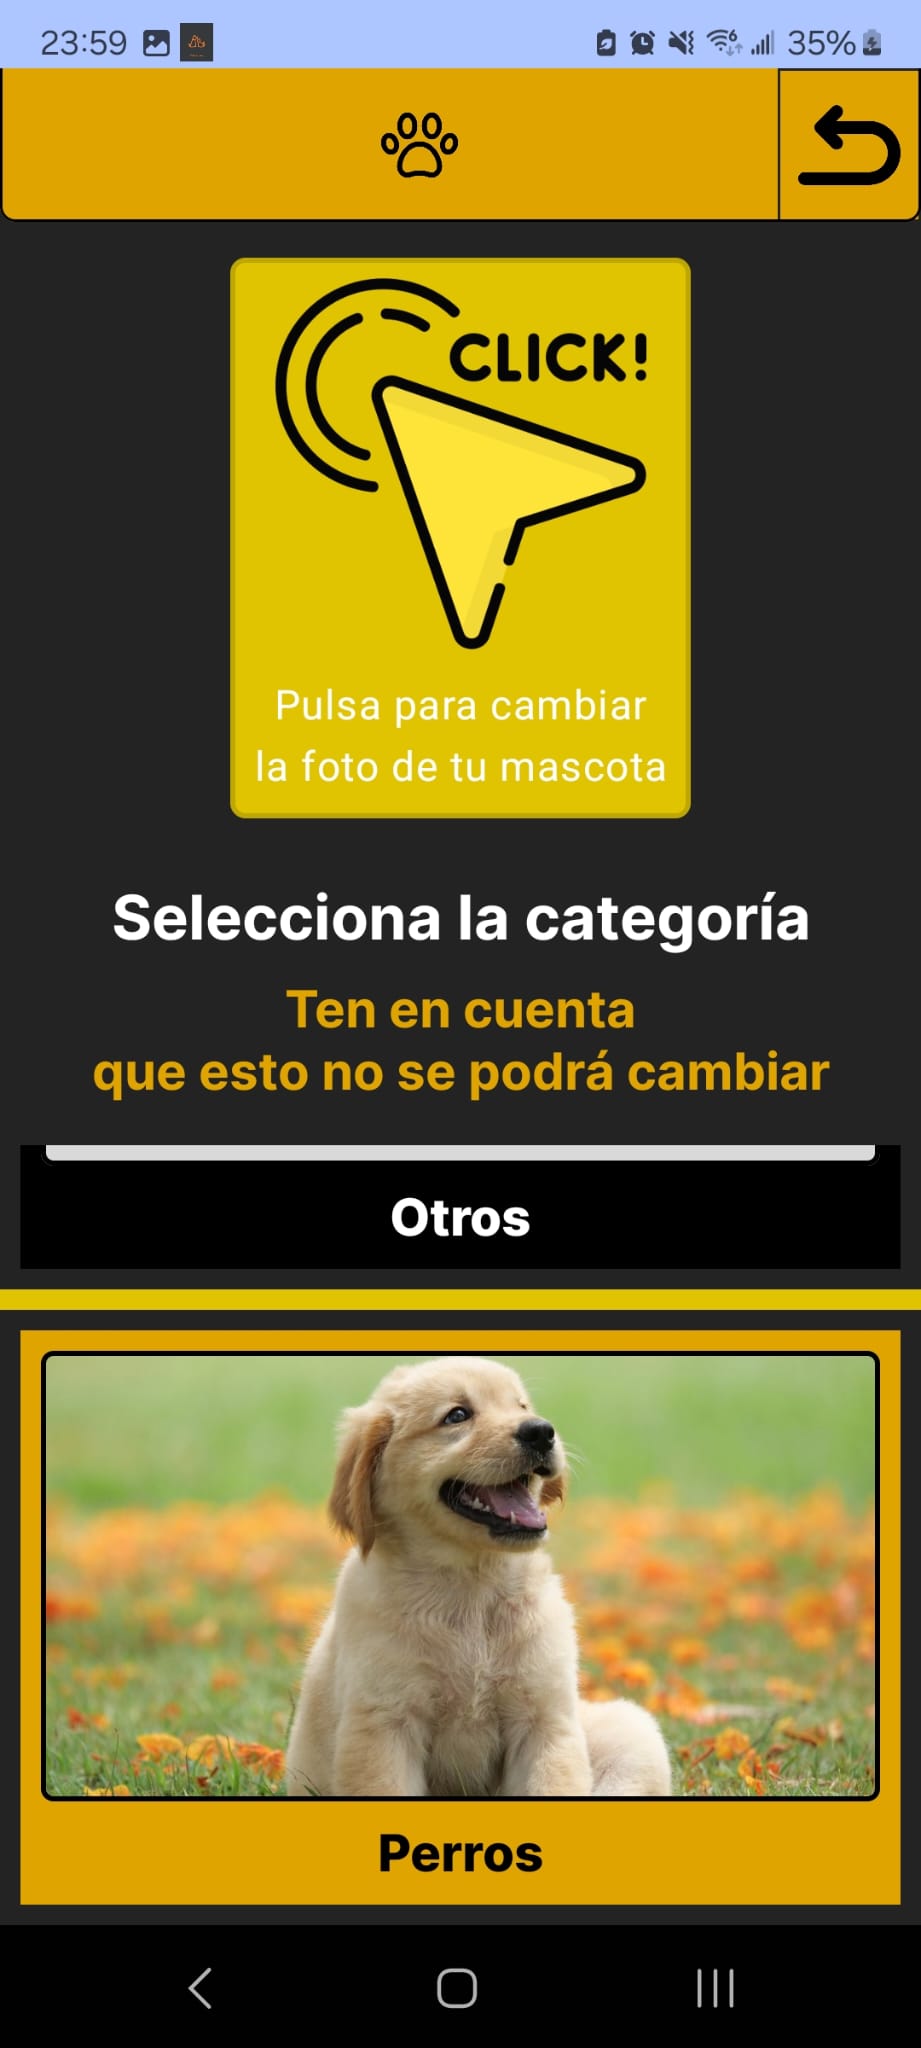 23:59
35%
CLICK!
Pulsa para cambiar
la foto de tu mascota
Selecciona la categoría
Ten en cuenta
que esto no se podrá cambiar
Otros
Perros